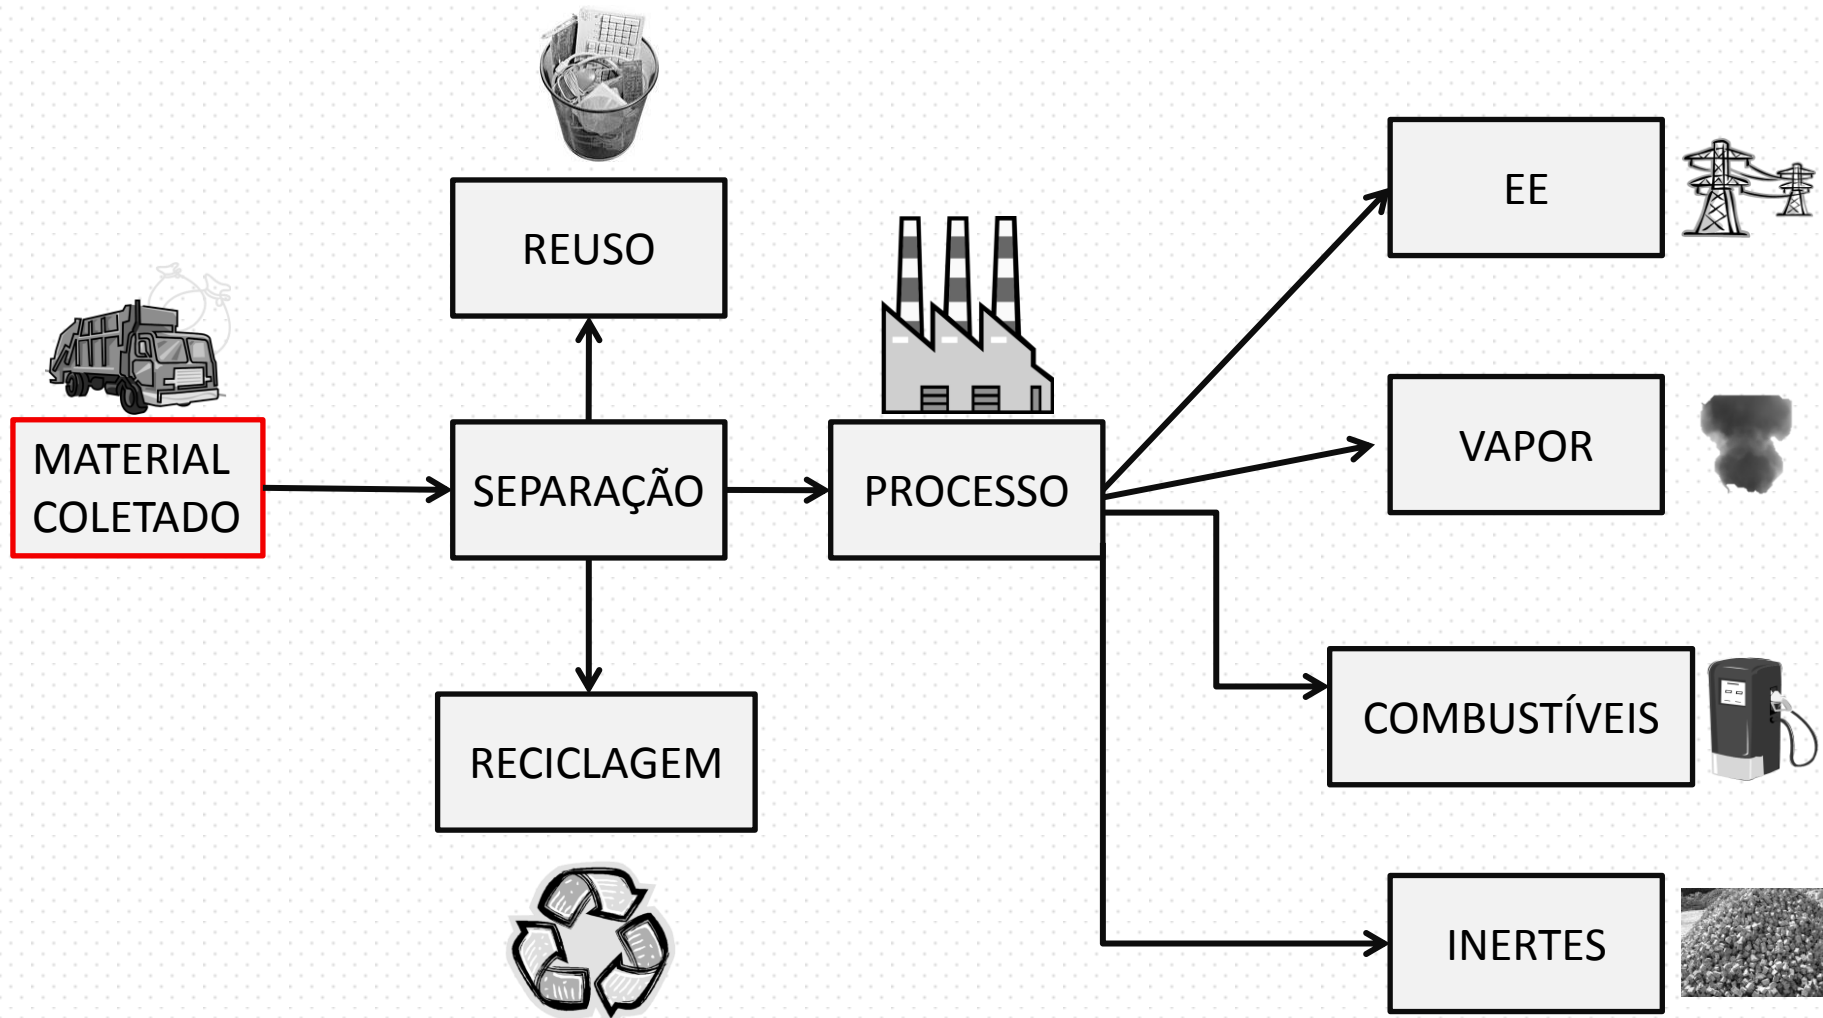 REUSO
MATERIAL
COLETADO
SEPARAÇÃO
PROCESSO
RECICLAGEM
EE
VAPOR
COMBUSTÍVEIS
INERTES